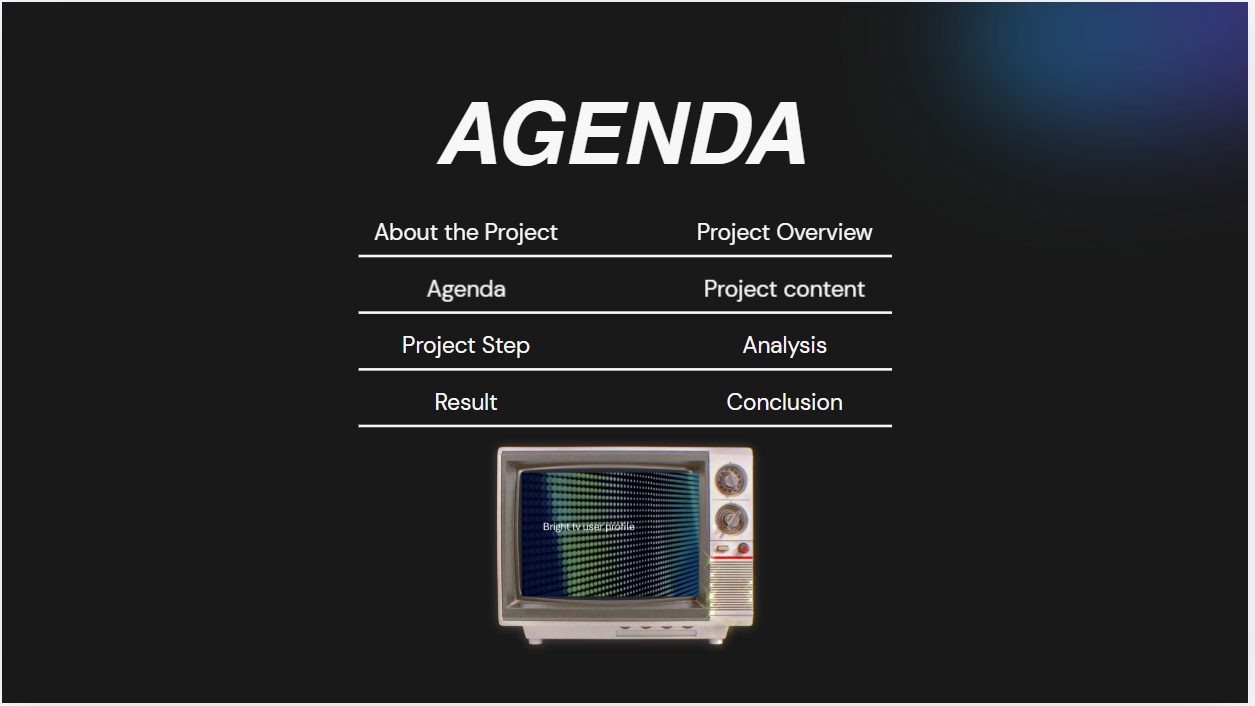 AGENDA
About the Project Project Overview
Agenda Project content
Project Step Analysis
Result Conclusion
Bright tv user profile